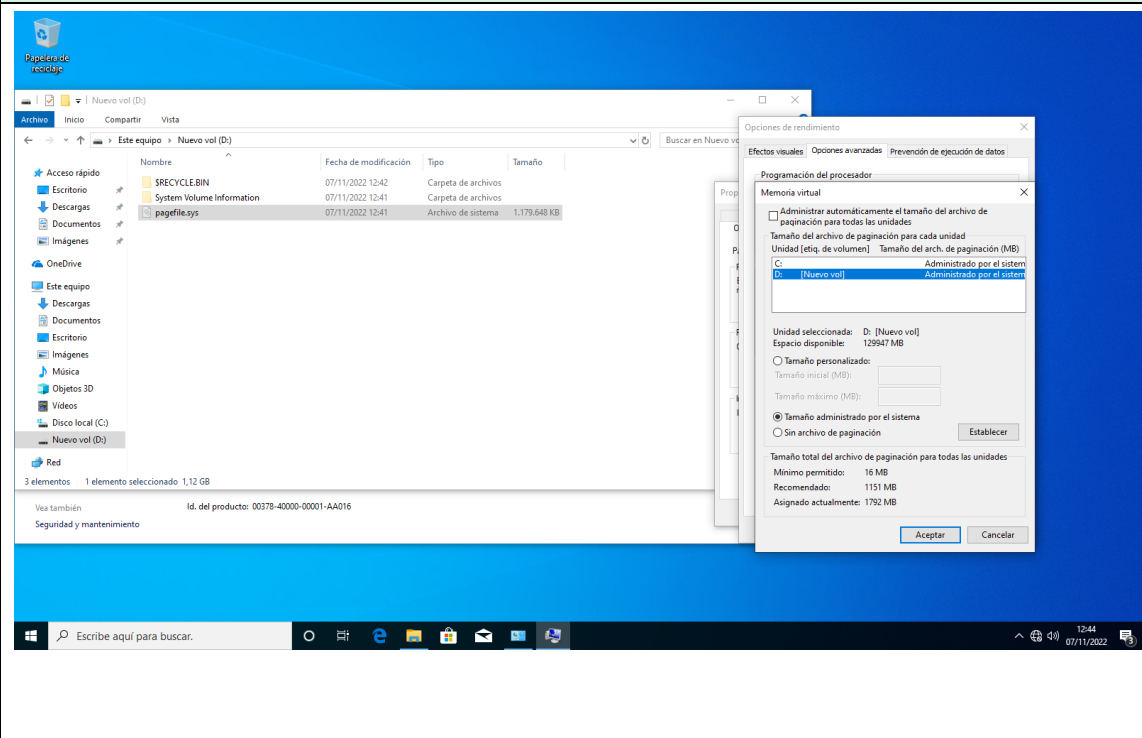 Papelera de
reciclaje
Nuevo vol (D:)
Archivo Inicio Compartir Vista
Este equipo > Nuevo vol (D:)
Buscar en Nuevo vo
Nombre Fecha de modificación Tipo Tamaño
$RECYCLE.BIN 07/11/2022 12:42 Carpeta de archivos
System Volume Information 07/11/2022 12:41 Carpeta de archivos
pagefile.sys 07/11/2022 12:41 Archivo de sistema 1.179.648 KB
Acceso rápido
Escritorio
Descargas
Documentos
Imágenes
OneDrive
Este equipo
Descargas
Documentos
Escritorio
Imágenes
Música
Objetos 3D
Vídeos
Disco local (C:)
Nuevo vol (D:)
Red
3 elementos 1 elemento seleccionado 1,12 GB
Vea también
Id. del producto: 00378-40000-00001-AA016
Seguridad y mantenimiento
Prop
Opciones de rendimiento
Efectos visuales Opciones avanzadas Prevención de ejecución de datos
Programación del procesador
Memoria virtual
Administrar automáticamente el tamaño del archivo de
paginación para todas las unidades
Tamaño del archivo de paginación para cada unidad
Unidad [etiq. de volumen] Tamaño del arch. de paginación (MB)
C: Administrado por el sistem
D: [Nuevo vol] Administrado por el sistem
Unidad seleccionada: D: [Nuevo vol]
Espacio disponible: 129947 MB
Tamaño personalizado:
Tamaño inicial (MB):
Tamaño máximo (MB):
Tamaño administrado por el sistema
Sin archivo de paginación
Establecer
Tamaño total del archivo de paginación para todas las unidades
Mínimo permitido: 16 MB
Recomendado: 1151 MB
Asignado actualmente: 1792 MB
Aceptar Cancelar
Escribe aquí para buscar.
12:44
07/11/2022
3